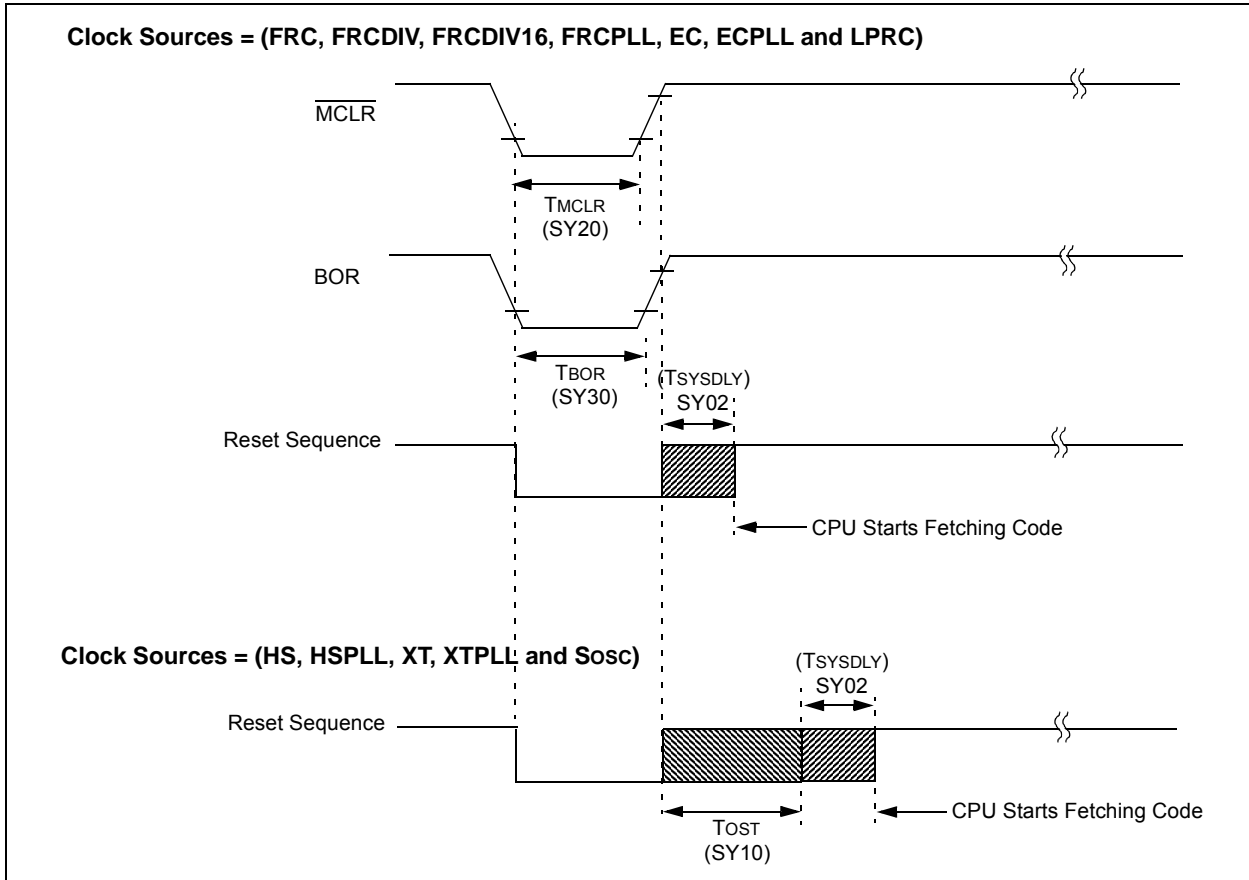 Clock Sources = (FRC, FRCDIV, FRCDIV16, FRCPLL, EC, ECPLL and LPRC)
MCLR
TMCLR
(SY20)
BOR
TBOR
(SY30)
(TSYSDLY)
SY02
Reset Sequence
CPU Starts Fetching Code
Clock Sources = (HS, HSPLL, XT, XTPLL and SOSC)
(TSYSDLY)
SY02
Reset Sequence
CPU Starts Fetching Code
TOST
(SY10)